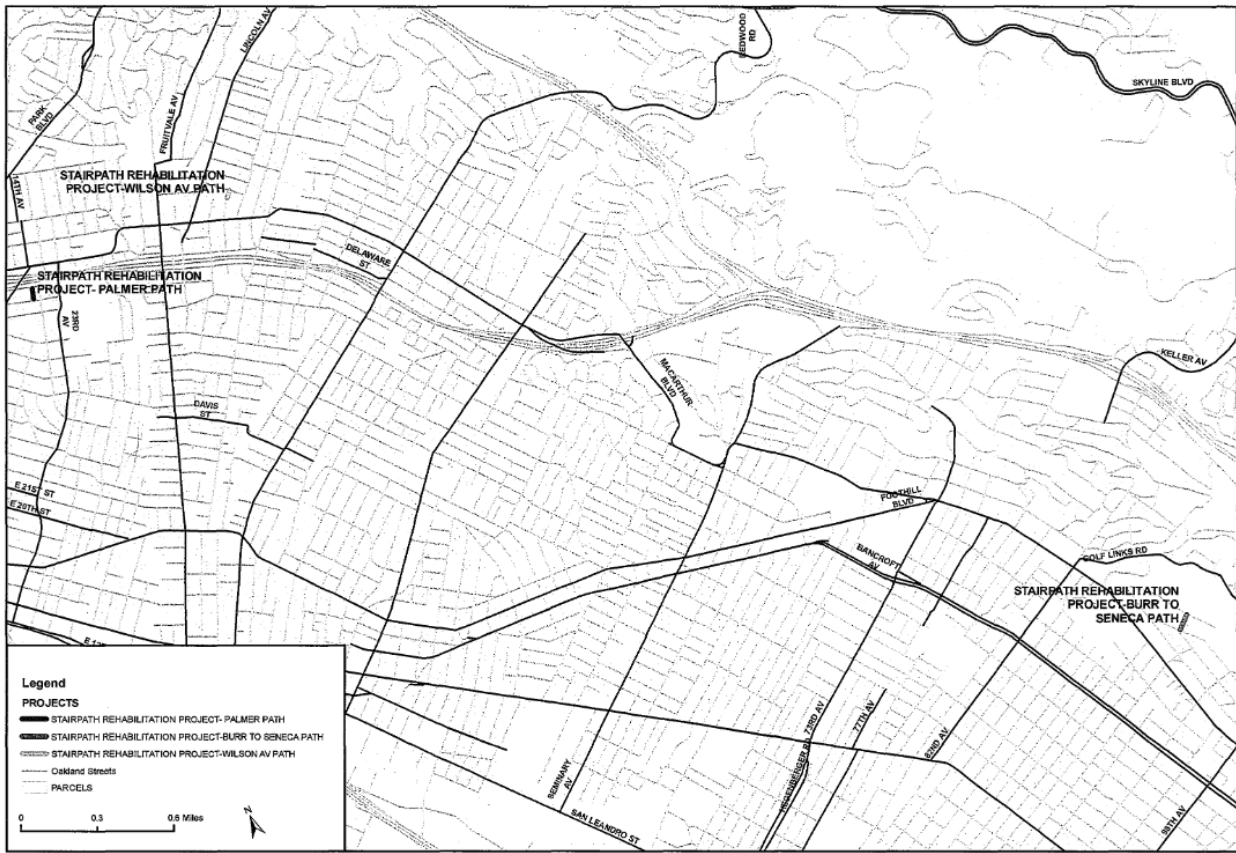 LINCOLN AV
REDWOOD
RD
SKYLINE BLVD
PARK
BLVD
FRUITVALE AV
14TH AV
STAIRPATH REHABILITATION
PROJECT-WILSON AV PATH
DELAWARE
ST
STAIRPATH REHABILITATION
PROJECT- PALMER PATH
23RD
AV
KELLER AV
MACARTHUR
BLVD
DAVIS
ST
E 21ST ST
E 20TH ST
FOOTHILL
BLVD
BANCROFT
AV
GOLF LINKS RD
STAIRPATH REHABILITATION
PROJECT-BURR TO
SENECA PATH
Legend
PROJECTS
STAIRPATH REHABILITATION PROJECT- PALMER PATH
STAIRPATH REHABILITATION PROJECT-BURR TO SENECA PATH
STAIRPATH REHABILITATION PROJECT-WILSON AV PATH
Oakland Streets
PARCELS
0 0.3 0.6 Miles
N
SEMINARY
AV
SAN LEANDRO ST
HEGENBERGER RD
73RD AV
77TH AV
82ND AV
98TH AV